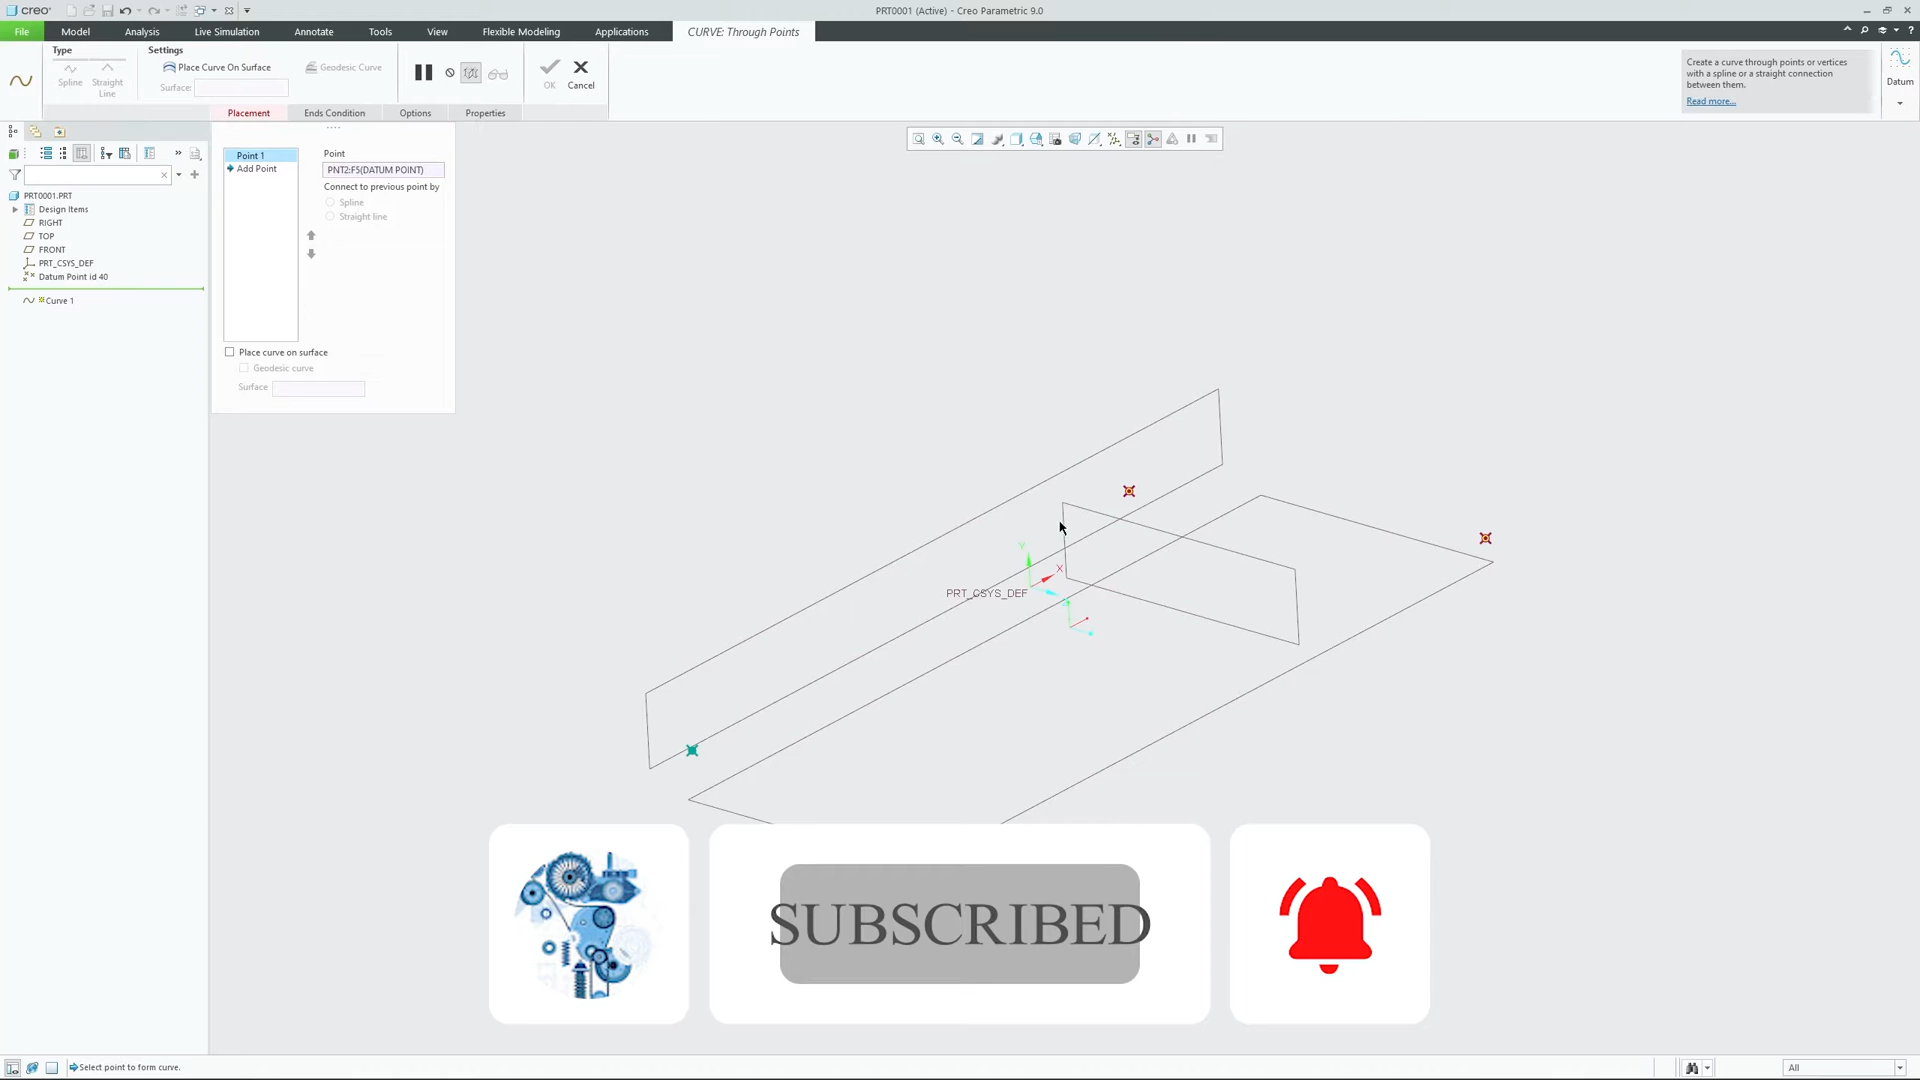 creo
PRT0001 (Active) - Creo Parametric 9.0
File Model Analysis Live Simulation Annotate Tools View Flexible Modeling Applications CURVE: Through Points
Type
Settings
Spline
Straight Line
Place Curve On Surface
Surface:
Geodesic Curve
OK
Cancel
Create a curve through points or vertices
with a spline or a straight connection
between them.
Read more...
Datum
Placement Ends Condition Options Properties
Point 1
Add Point
Point
PNT2:F5(DATUM POINT)
Connect to previous point by
Spline
Straight line
Place curve on surface
Geodesic curve
Surface
PRT0001.PRT
Design Items
RIGHT
TOP
FRONT
PRT_CSYS_DEF
Datum Point id 40
Curve 1
Y
X
PRT_CSYS_DEF
SUBSCRIBED
Select point to form curve.
All